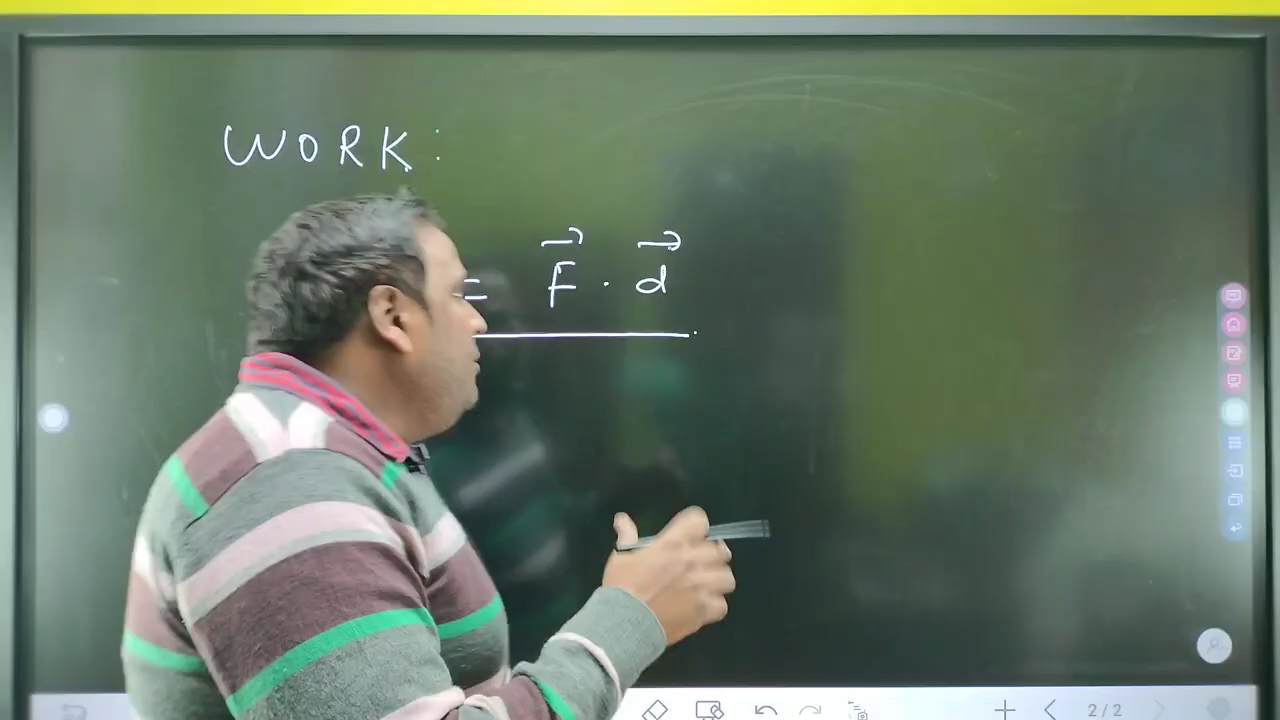 WORK:
= F⃗ · d⃗
2/2